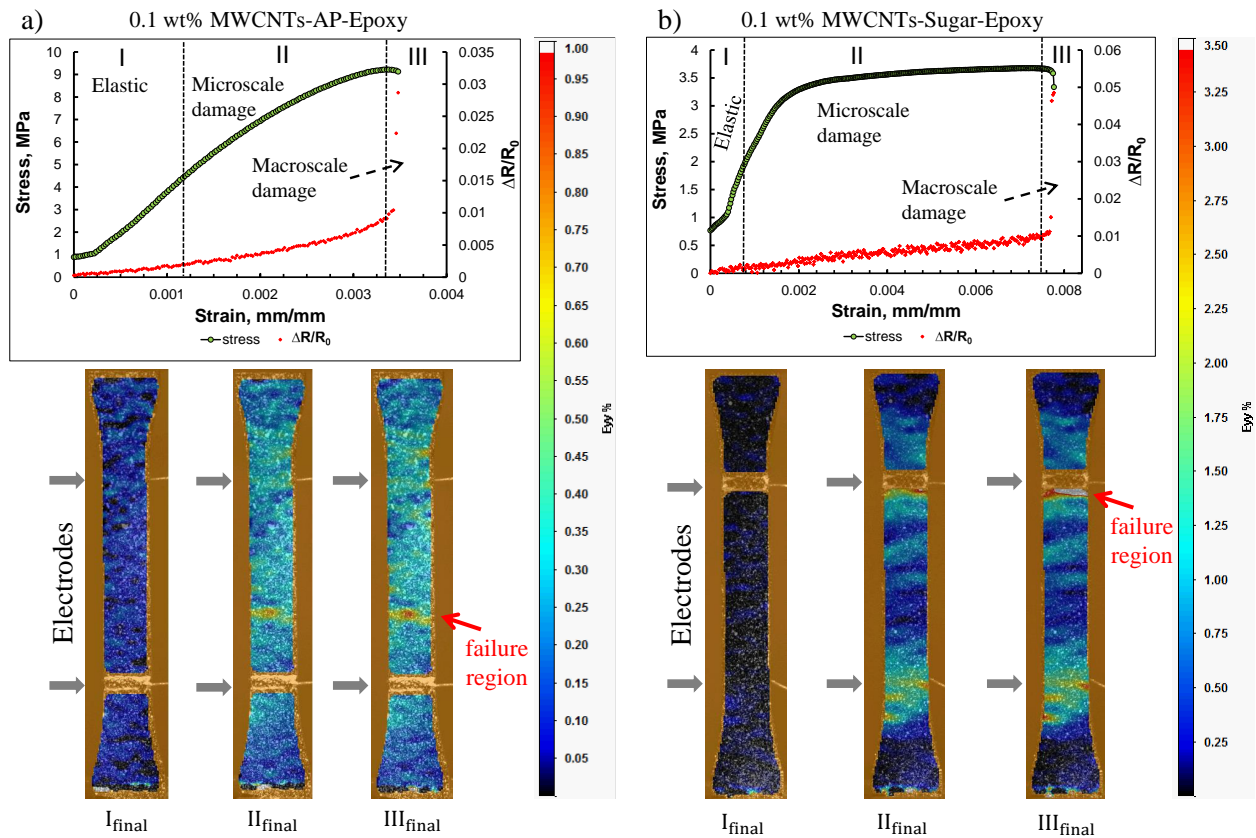 a)
0.1 wt% MWCNTs-AP-Epoxy
I
II
III
Elastic
Microscale
damage
Macroscale
damage
10
9
8
7
6
5
4
3
2
1
0
Stress, MPa
0.035
0.03
0.025
0.02
0.015
0.01
0.005
0
ΔR/R0
0
0.001
0.002
0.003
0.004
Strain, mm/mm
stress
ΔR/R0
1.00
0.95
0.90
0.85
0.80
0.75
0.70
0.65
0.60
0.55
0.50
0.45
0.40
0.35
0.30
0.25
0.20
0.15
0.10
0.05
0.00
Eyy %
Electrodes
failure
region
Ifinal
IIfinal
IIIfinal
b)
0.1 wt% MWCNTs-Sugar-Epoxy
I
II
III
Elastic
Microscale
damage
Macroscale
damage
4
3.5
3
2.5
2
1.5
1
0.5
0
Stress, MPa
0.06
0.05
0.04
0.03
0.02
0.01
0
ΔR/R0
0
0.002
0.004
0.006
0.008
Strain, mm/mm
stress
ΔR/R0
3.50
3.25
3.00
2.75
2.50
2.25
2.00
1.75
1.50
1.25
1.00
0.75
0.50
0.25
Eyy %
Electrodes
failure
region
Ifinal
IIfinal
IIIfinal